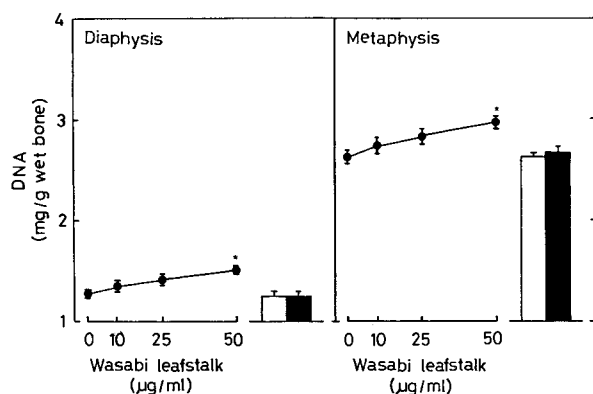 Diaphysis
Metaphysis
DNA
(mg/g wet bone)
4
3
2
1
*
*
0 10 25 50
0 10 25 50
Wasabi leafstalk
(μg/ml)
Wasabi leafstalk
(μg/ml)